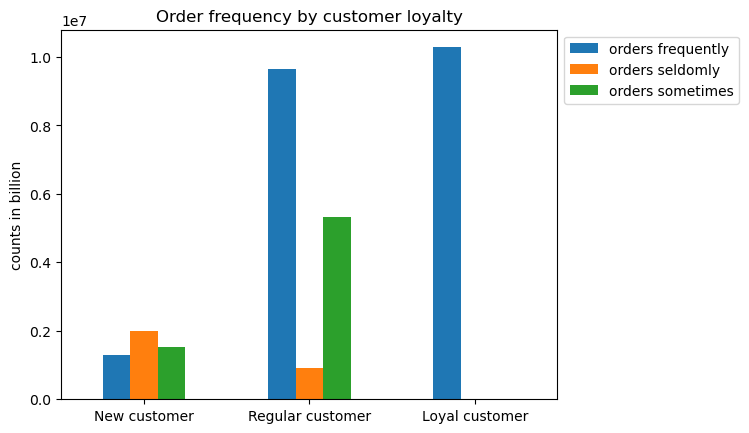 Order frequency by customer loyalty
1e7
orders frequently
orders seldomly
orders sometimes
1.0
0.8
0.6
0.4
0.2
0.0
counts in billion
New customer
Regular customer
Loyal customer